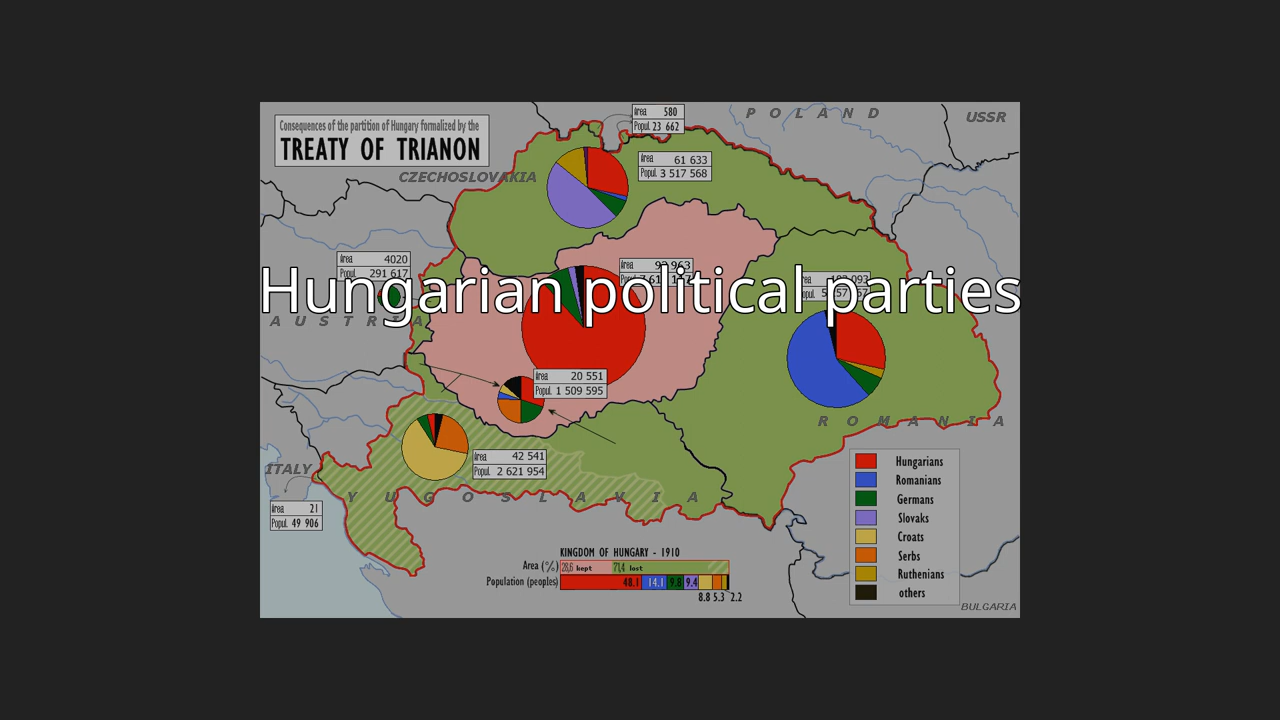 Consequences of the partition of Hungary formalized by the
TREATY OF TRIANON
Area 580
Popul. 23 662
POLAND
USSR
CZECHOSLOVAKIA
Area 61 633
Popul. 3 517 568
Area 4020
Popul. 291 617
Hungarian political parties
AUSTRIA
Area 20 551
Popul. 1 509 595
ROMANIA
Area 42 541
Popul. 2 621 954
ITALY
YUGOSLAVIA
Area 21
Popul. 49 906
Hungarians
Romanians
Germans
Slovaks
Croats
Serbs
Ruthenians
others
KINGDOM OF HUNGARY - 1910
Area (%) 28,6 kept 71,4 lost
Population (peoples) 48.1 14.1 9.8 9.4
8.8 5.3 2.2
BULGARIA